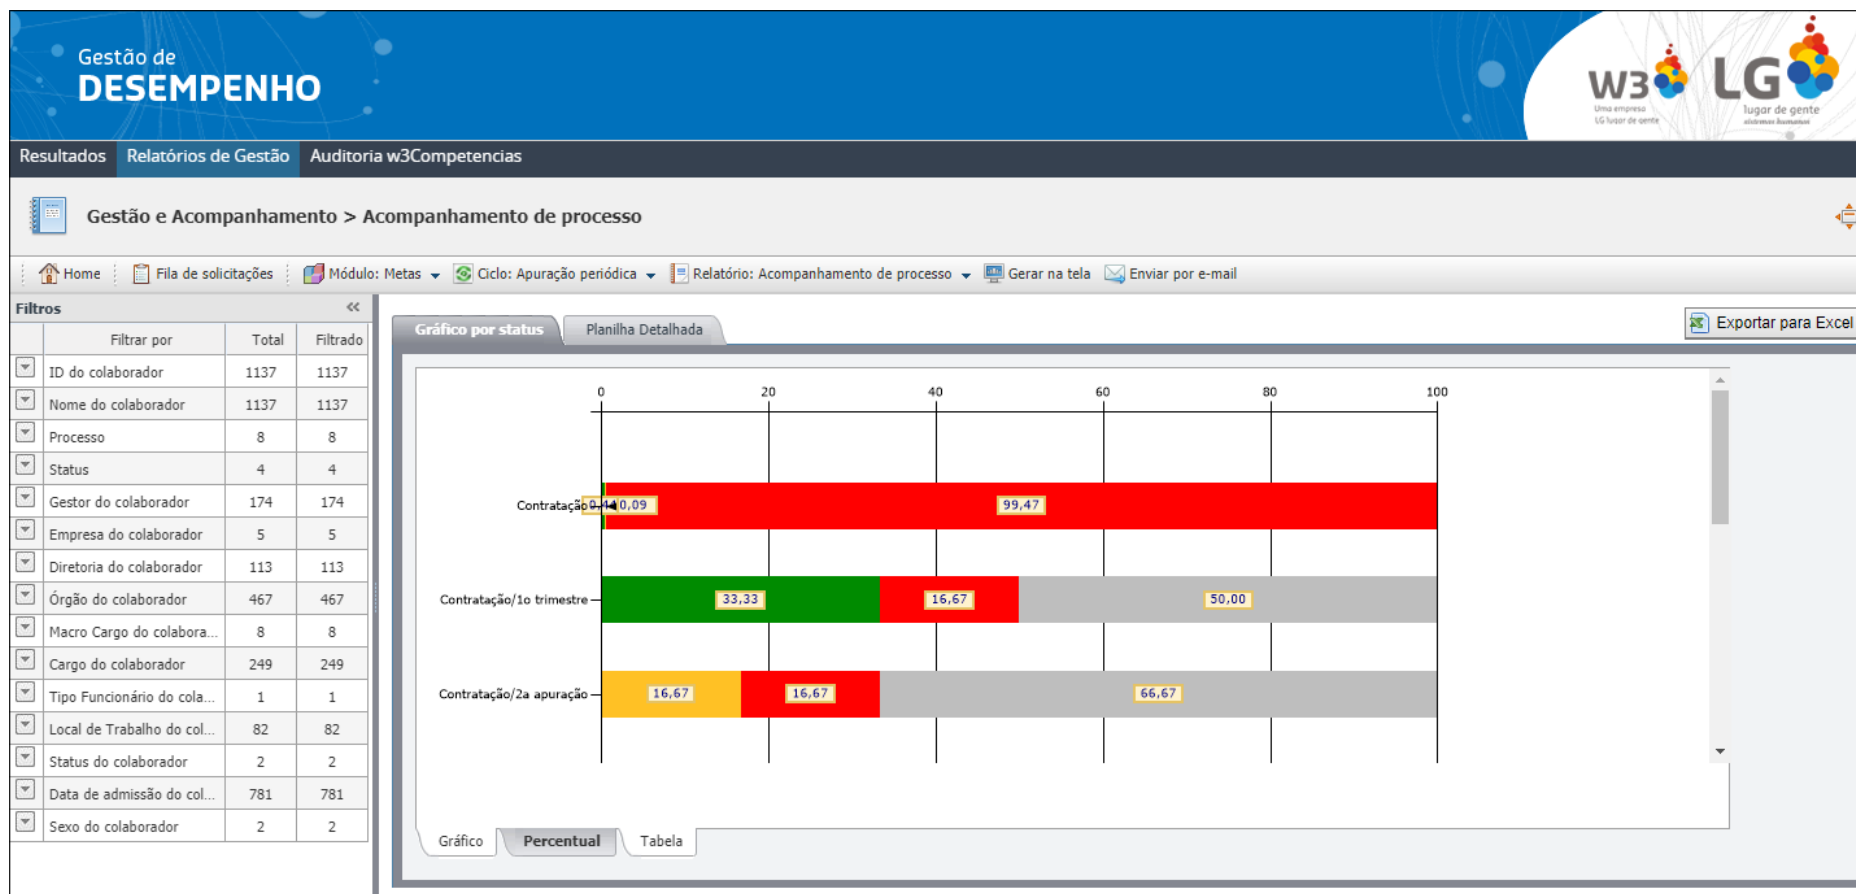 Gestão de
DESEMPENHO
W3
Uma empresa
LG lugar de gente
LG
lugar de gente
sistemas humanos
Resultados Relatórios de Gestão Auditoria w3Competencias
Gestão e Acompanhamento > Acompanhamento de processo
Home Fila de solicitações Módulo: Metas Ciclo: Apuração periódica Relatório: Acompanhamento de processo Gerar na tela Enviar por e-mail
Filtros
Filtrar por Total Filtrado
ID do colaborador 1137 1137
Nome do colaborador 1137 1137
Processo 8 8
Status 4 4
Gestor do colaborador 174 174
Empresa do colaborador 5 5
Diretoria do colaborador 113 113
Órgão do colaborador 467 467
Macro Cargo do colabora... 8 8
Cargo do colaborador 249 249
Tipo Funcionário do cola... 1 1
Local de Trabalho do col... 82 82
Status do colaborador 2 2
Data de admissão do col... 781 781
Sexo do colaborador 2 2
Gráfico por status Planilha Detalhada
Exportar para Excel
0 20 40 60 80 100
Contratação 0,44 0,09 99,47
Contratação/1o trimestre 33,33 16,67 50,00
Contratação/2a apuração 16,67 16,67 66,67
Gráfico Percentual Tabela